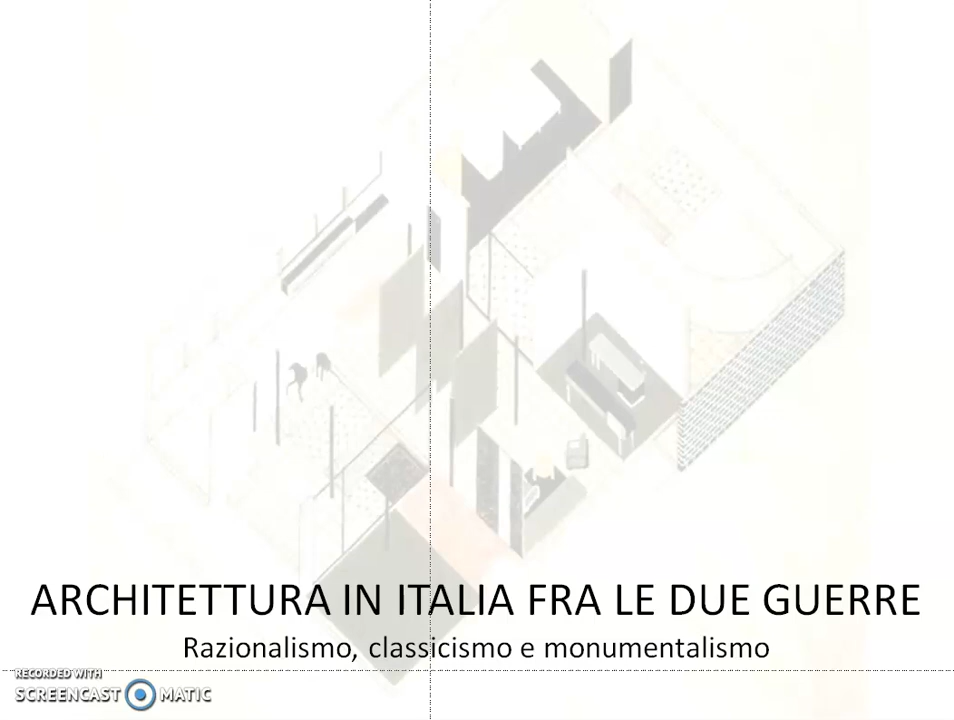 ARCHITETTURA IN ITALIA FRA LE DUE GUERRE
Razionalismo, classicismo e monumentalismo
RECORDED WITH
SCREENCAST MATIC